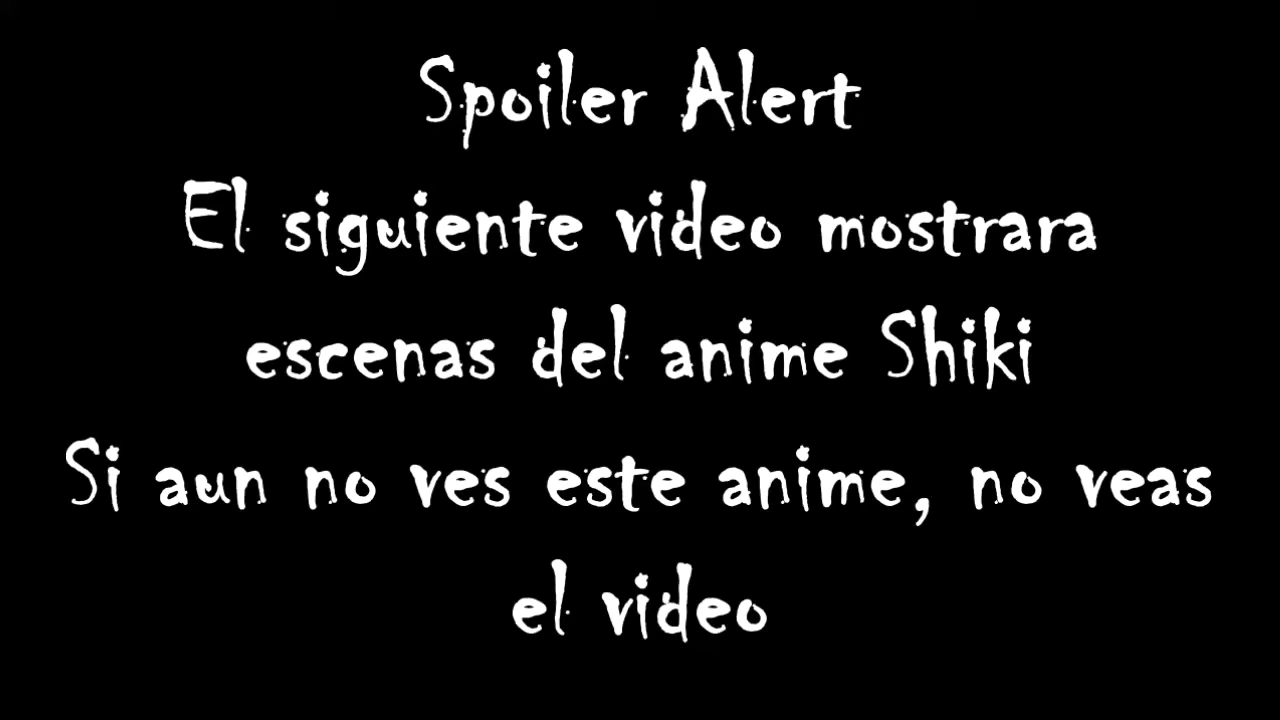 Spoiler Alert
El siguiente video mostrara
escenas del anime Shiki
Si aun no ves este anime, no veas
el video